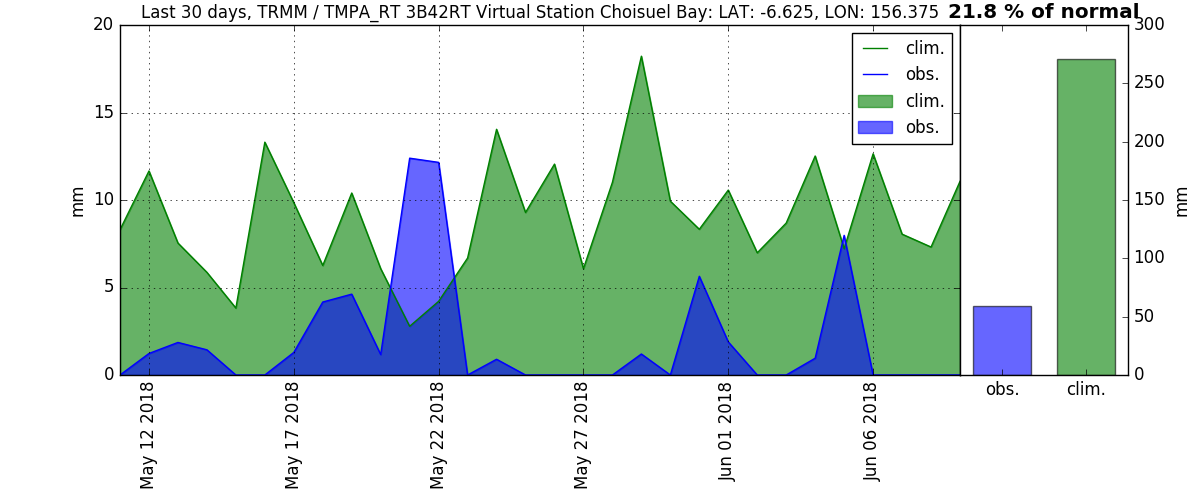 Last 30 days, TRMM / TMPA_RT 3B42RT Virtual Station Choisuel Bay: LAT: -6.625, LON: 156.375 21.8 % of normal
20
15
10
5
0
mm
clim.
obs.
clim.
obs.
300
250
200
150
100
50
0
mm
obs. clim.
May 12 2018
May 17 2018
May 22 2018
May 27 2018
Jun 01 2018
Jun 06 2018